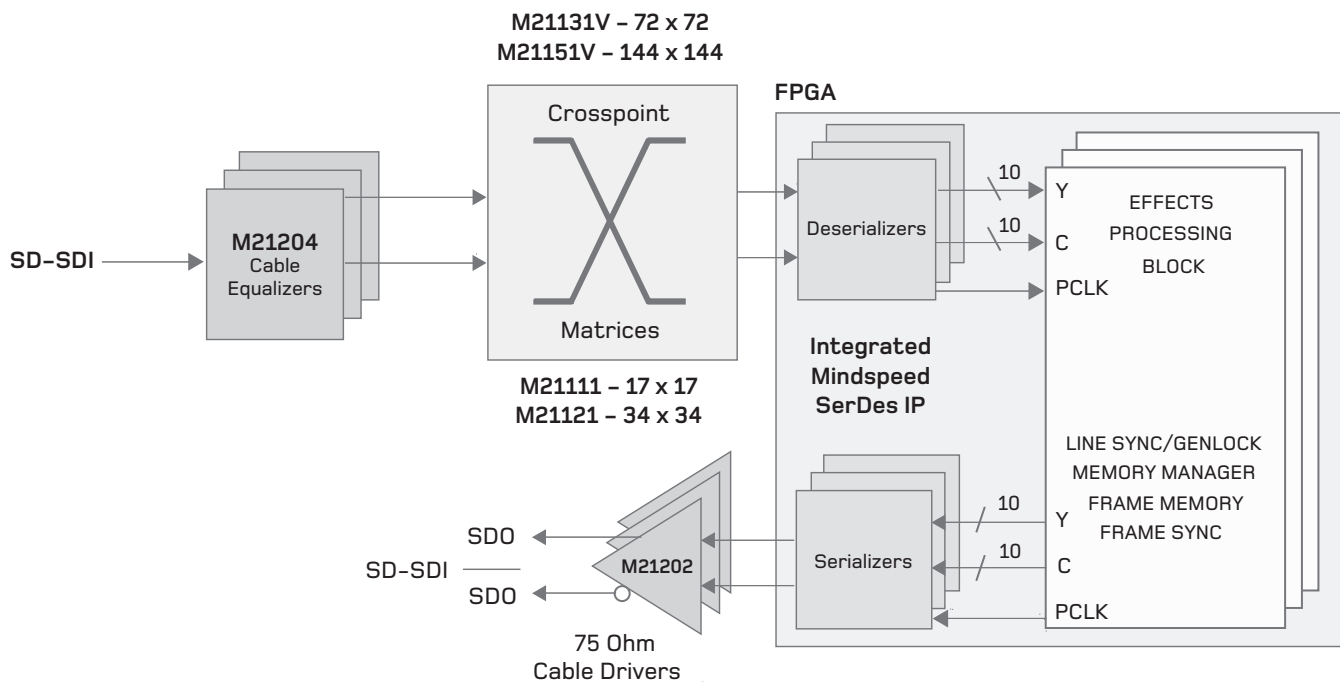 M21131V – 72 x 72
M21151V – 144 x 144
Crosspoint
Matrices
M21111 – 17 x 17
M21121 – 34 x 34
SD-SDI
M21204
Cable
Equalizers
FPGA
Deserializers
10
10
Y
C
PCLK
EFFECTS
PROCESSING
BLOCK
Integrated
Mindspeed
SerDes IP
LINE SYNC/GENLOCK
MEMORY MANAGER
FRAME MEMORY
FRAME SYNC
Y
C
PCLK
10
10
Serializers
M21202
SDO
SD-SDI
SDO
75 Ohm
Cable Drivers